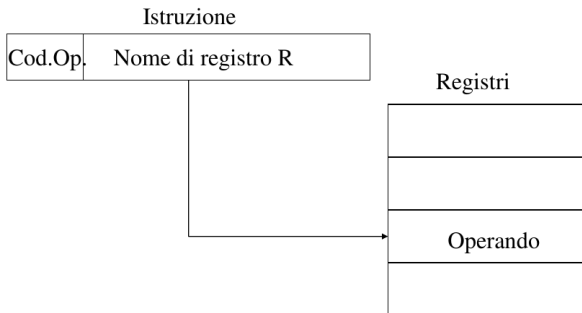 Istruzione
Cod.Op. Nome di registro R
Registri
Operando